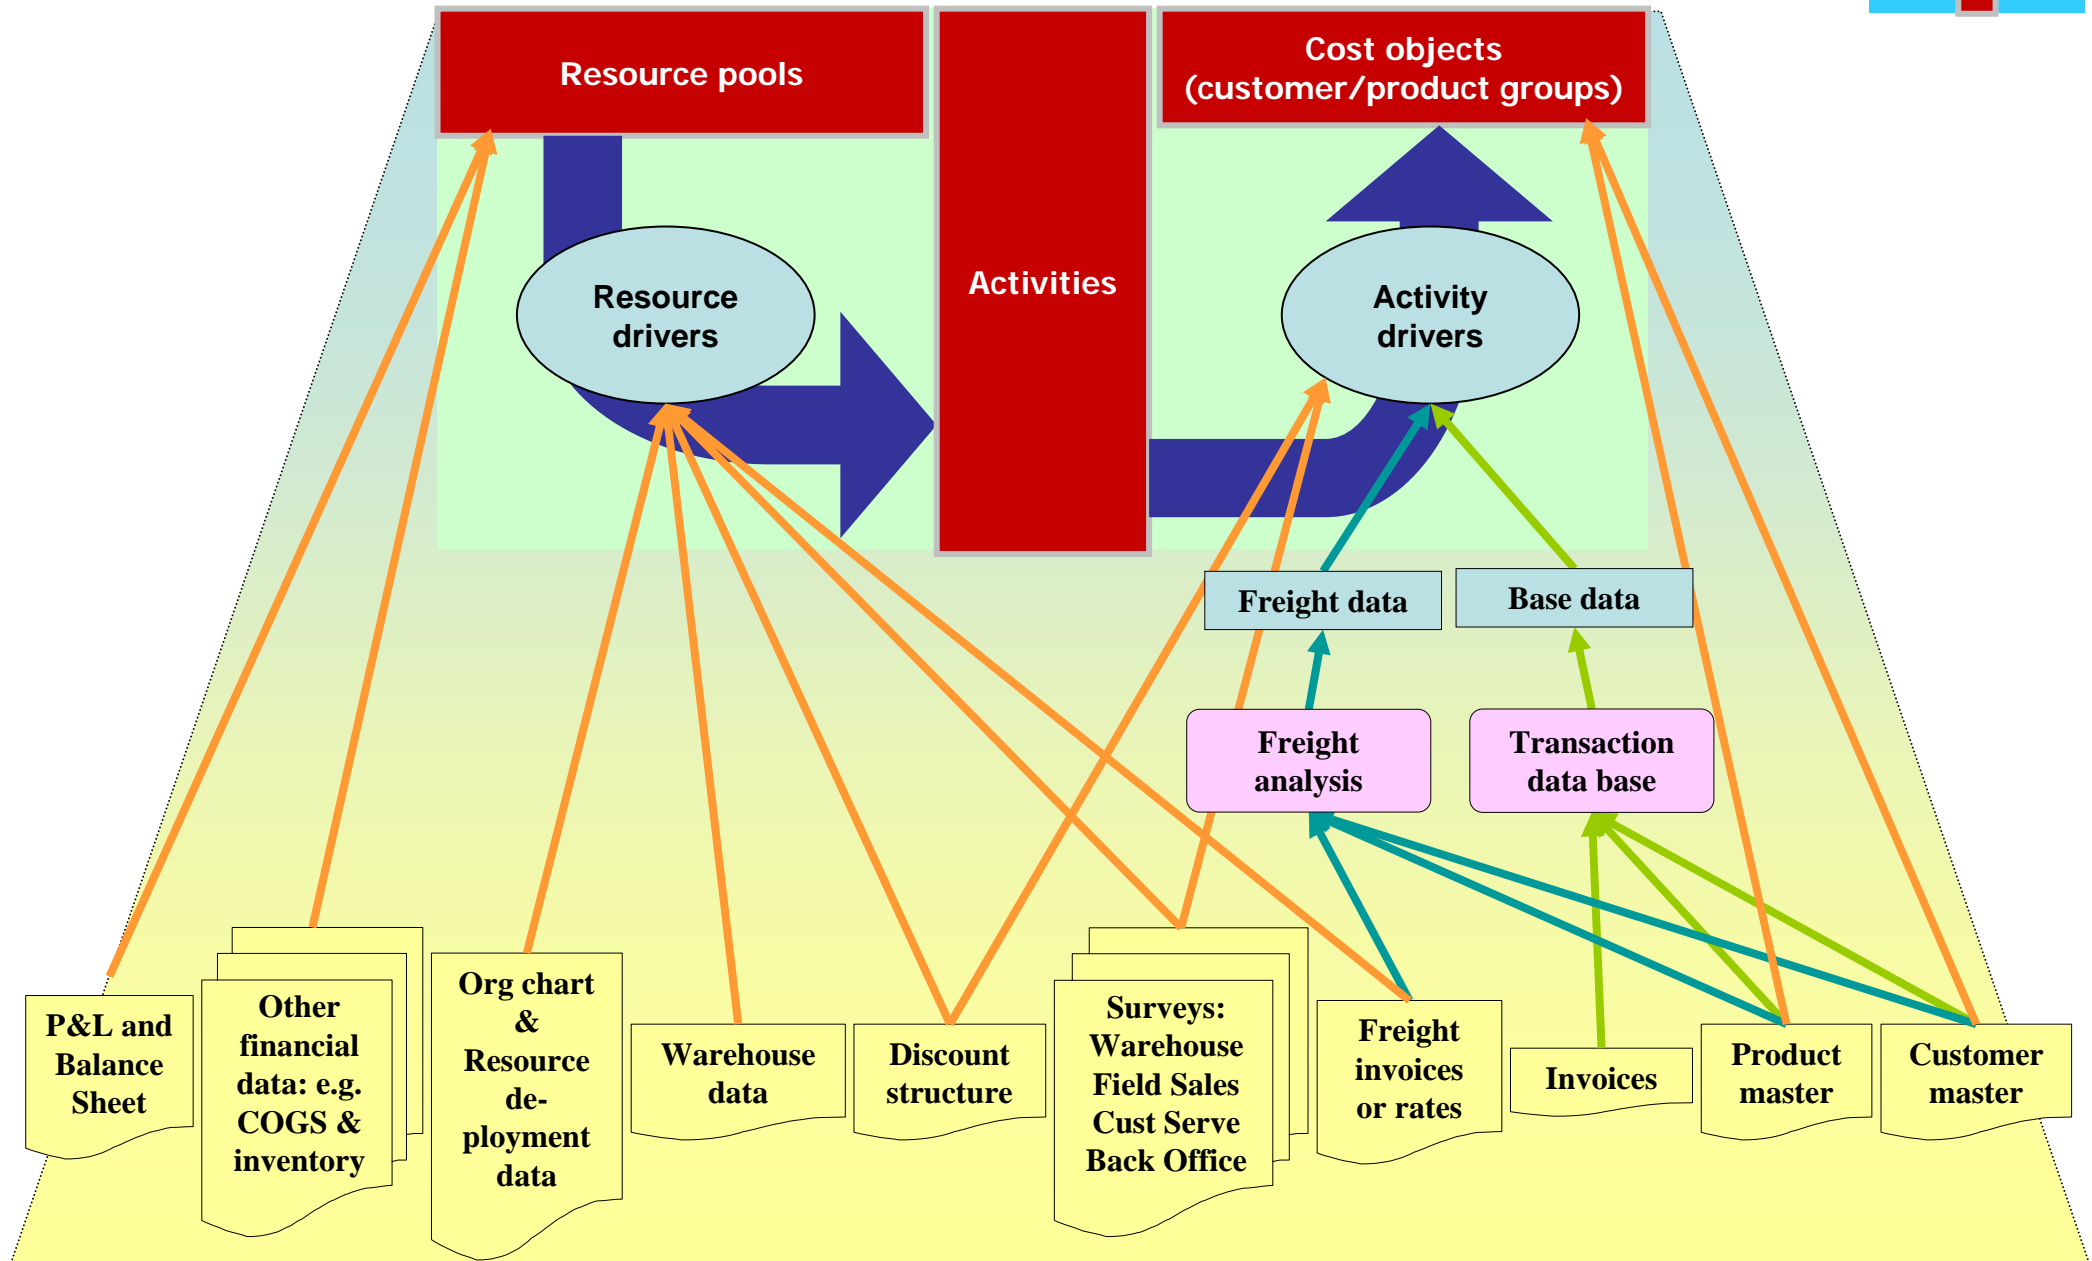 Resource pools
Cost objects
(customer/product groups)
Activities
Resource
drivers
Activity
drivers
Freight data
Base data
Freight
analysis
Transaction
data base
P&L and
Balance
Sheet
Other
financial
data: e.g.
COGS &
inventory
Org chart
&
Resource
de-
ployment
data
Warehouse
data
Discount
structure
Surveys:
Warehouse
Field Sales
Cust Serve
Back Office
Freight
invoices
or rates
Invoices
Product
master
Customer
master